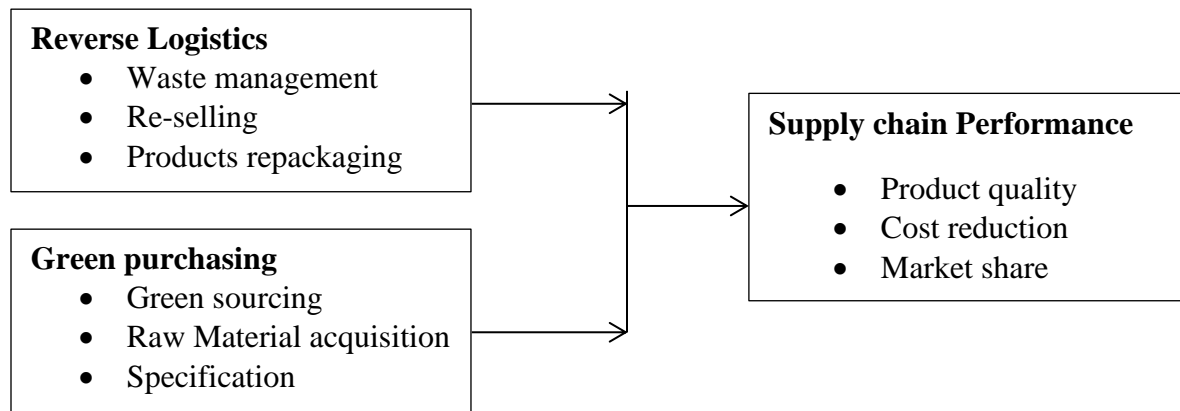 Reverse Logistics
• Waste management
• Re-selling
• Products repackaging
Green purchasing
• Green sourcing
• Raw Material acquisition
• Specification
Supply chain Performance
• Product quality
• Cost reduction
• Market share